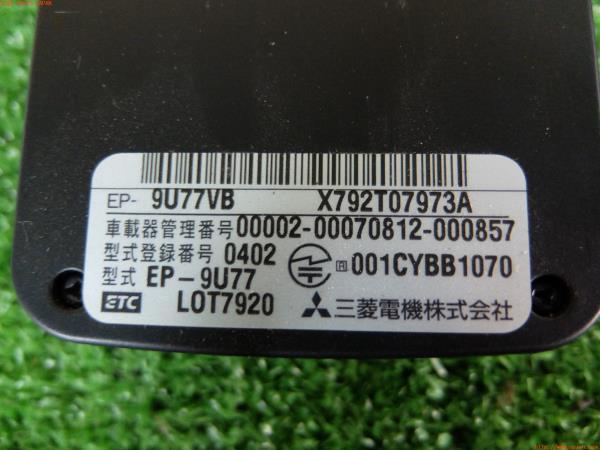 EP- 9U77VB X792T07973A
車載器管理番号 00002-00070812-000857
型式登録番号 0402 R 001CYBB1070
型式 EP-9U77
ETC LOT7920 三菱電機株式会社